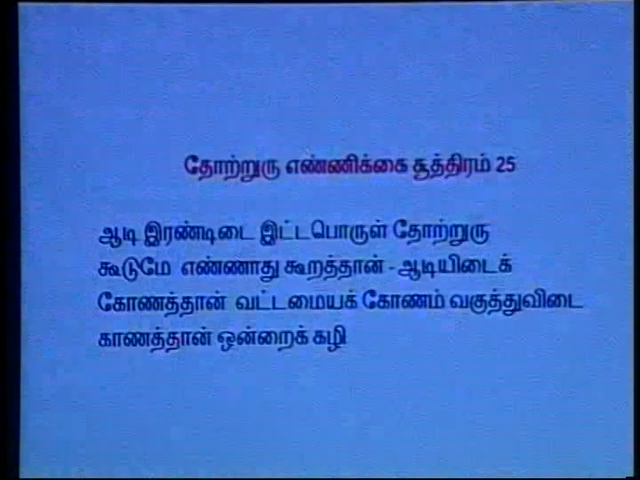 தோற்றுரு எண்ணிக்கை சூத்திரம் 25
ஆடி இரண்டிடை இட்டபொருள் தோற்றுரு
கூடுமே எண்ணாது கூறத்தான் - ஆடியிடைக்
கோணத்தான் வட்டமையக் கோணம் வகுத்துவிடை
காணத்தான் ஒன்றைக் கழி